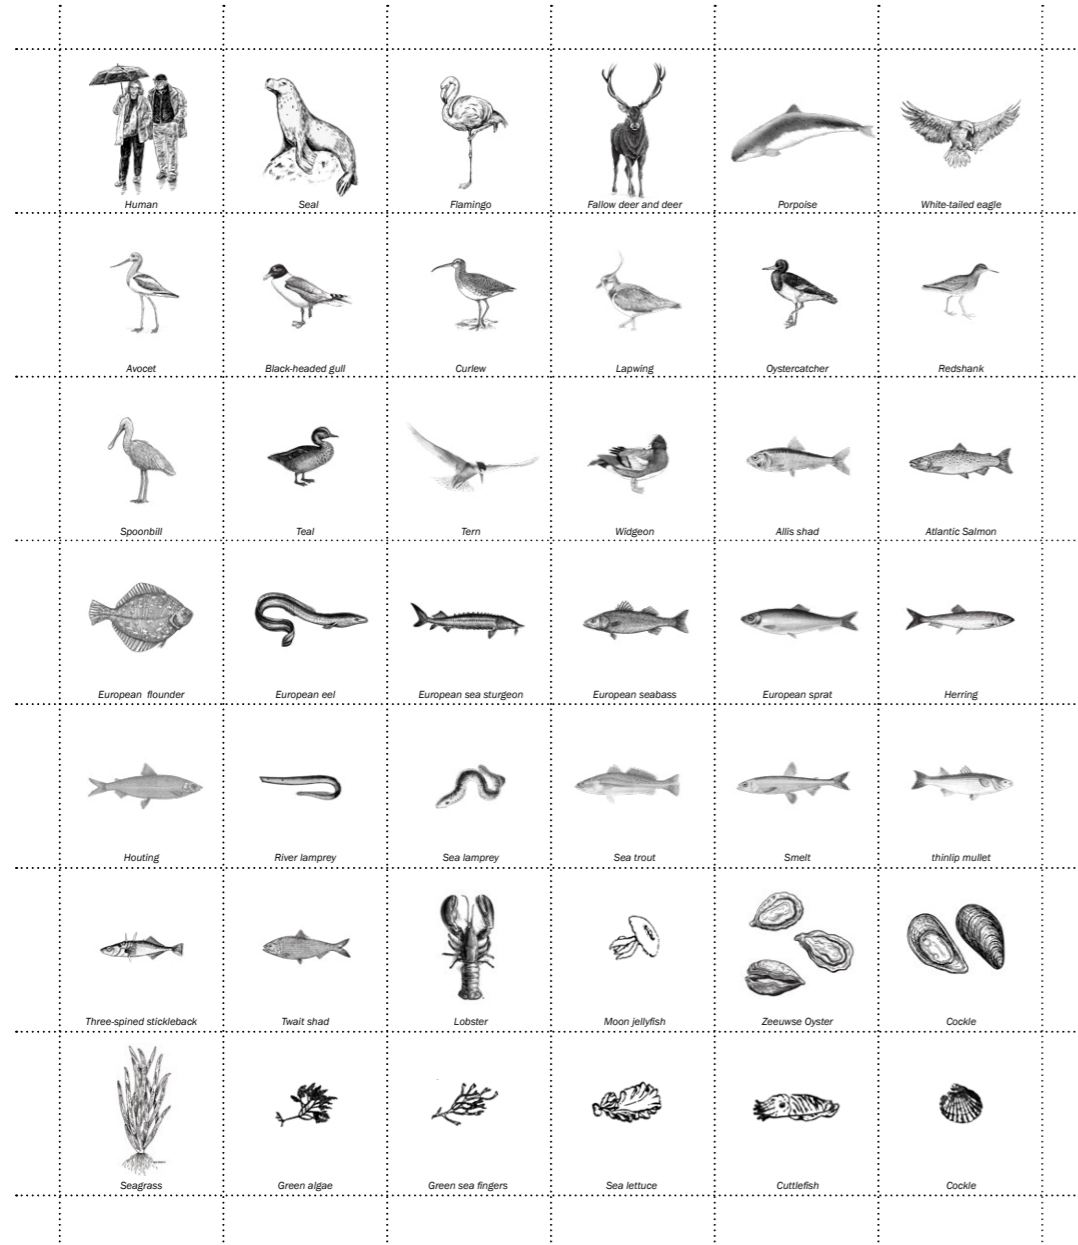 Human
Seal
Flamingo
Fallow deer and deer
Porpoise
White-tailed eagle
Avocet
Black-headed gull
Curlew
Lapwing
Oystercatcher
Redshank
Spoonbill
Teal
Tern
Widgeon
Allis shad
Atlantic Salmon
European flounder
European eel
European sea sturgeon
European seabass
European sprat
Herring
Houting
River lamprey
Sea lamprey
Sea trout
Smelt
thinlip mullet
Three-spined stickleback
Twait shad
Lobster
Moon jellyfish
Zeeuwse Oyster
Cockle
Seagrass
Green algae
Green sea fingers
Sea lettuce
Cuttlefish
Cockle